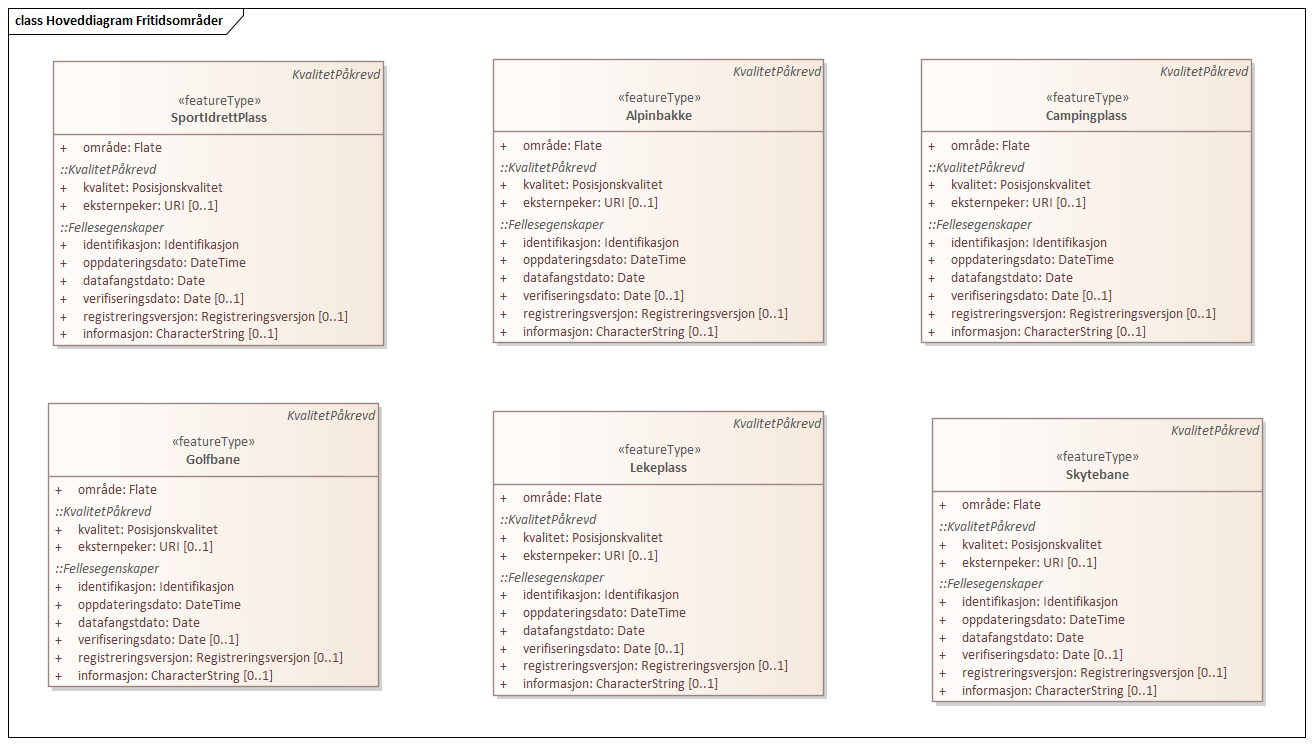 class Hoveddiagram Fritidsområder
KvalitetPåkrevd
«featureType»
SportIdrettPlass
+ område: Flate
::KvalitetPåkrevd
+ kvalitet: Posisjonskvalitet
+ eksternpeker: URI [0..1]
::Fellesegenskaper
+ identifikasjon: Identifikasjon
+ oppdateringsdato: DateTime
+ datafangstdato: Date
+ verifiseringsdato: Date [0..1]
+ registreringsversjon: Registreringsversjon [0..1]
+ informasjon: CharacterString [0..1]
KvalitetPåkrevd
«featureType»
Alpinbakke
+ område: Flate
::KvalitetPåkrevd
+ kvalitet: Posisjonskvalitet
+ eksternpeker: URI [0..1]
::Fellesegenskaper
+ identifikasjon: Identifikasjon
+ oppdateringsdato: DateTime
+ datafangstdato: Date
+ verifiseringsdato: Date [0..1]
+ registreringsversjon: Registreringsversjon [0..1]
+ informasjon: CharacterString [0..1]
KvalitetPåkrevd
«featureType»
Campingplass
+ område: Flate
::KvalitetPåkrevd
+ kvalitet: Posisjonskvalitet
+ eksternpeker: URI [0..1]
::Fellesegenskaper
+ identifikasjon: Identifikasjon
+ oppdateringsdato: DateTime
+ datafangstdato: Date
+ verifiseringsdato: Date [0..1]
+ registreringsversjon: Registreringsversjon [0..1]
+ informasjon: CharacterString [0..1]
KvalitetPåkrevd
«featureType»
Golfbane
+ område: Flate
::KvalitetPåkrevd
+ kvalitet: Posisjonskvalitet
+ eksternpeker: URI [0..1]
::Fellesegenskaper
+ identifikasjon: Identifikasjon
+ oppdateringsdato: DateTime
+ datafangstdato: Date
+ verifiseringsdato: Date [0..1]
+ registreringsversjon: Registreringsversjon [0..1]
+ informasjon: CharacterString [0..1]
KvalitetPåkrevd
«featureType»
Lekeplass
+ område: Flate
::KvalitetPåkrevd
+ kvalitet: Posisjonskvalitet
+ eksternpeker: URI [0..1]
::Fellesegenskaper
+ identifikasjon: Identifikasjon
+ oppdateringsdato: DateTime
+ datafangstdato: Date
+ verifiseringsdato: Date [0..1]
+ registreringsversjon: Registreringsversjon [0..1]
+ informasjon: CharacterString [0..1]
KvalitetPåkrevd
«featureType»
Skytebane
+ område: Flate
::KvalitetPåkrevd
+ kvalitet: Posisjonskvalitet
+ eksternpeker: URI [0..1]
::Fellesegenskaper
+ identifikasjon: Identifikasjon
+ oppdateringsdato: DateTime
+ datafangstdato: Date
+ verifiseringsdato: Date [0..1]
+ registreringsversjon: Registreringsversjon [0..1]
+ informasjon: CharacterString [0..1]